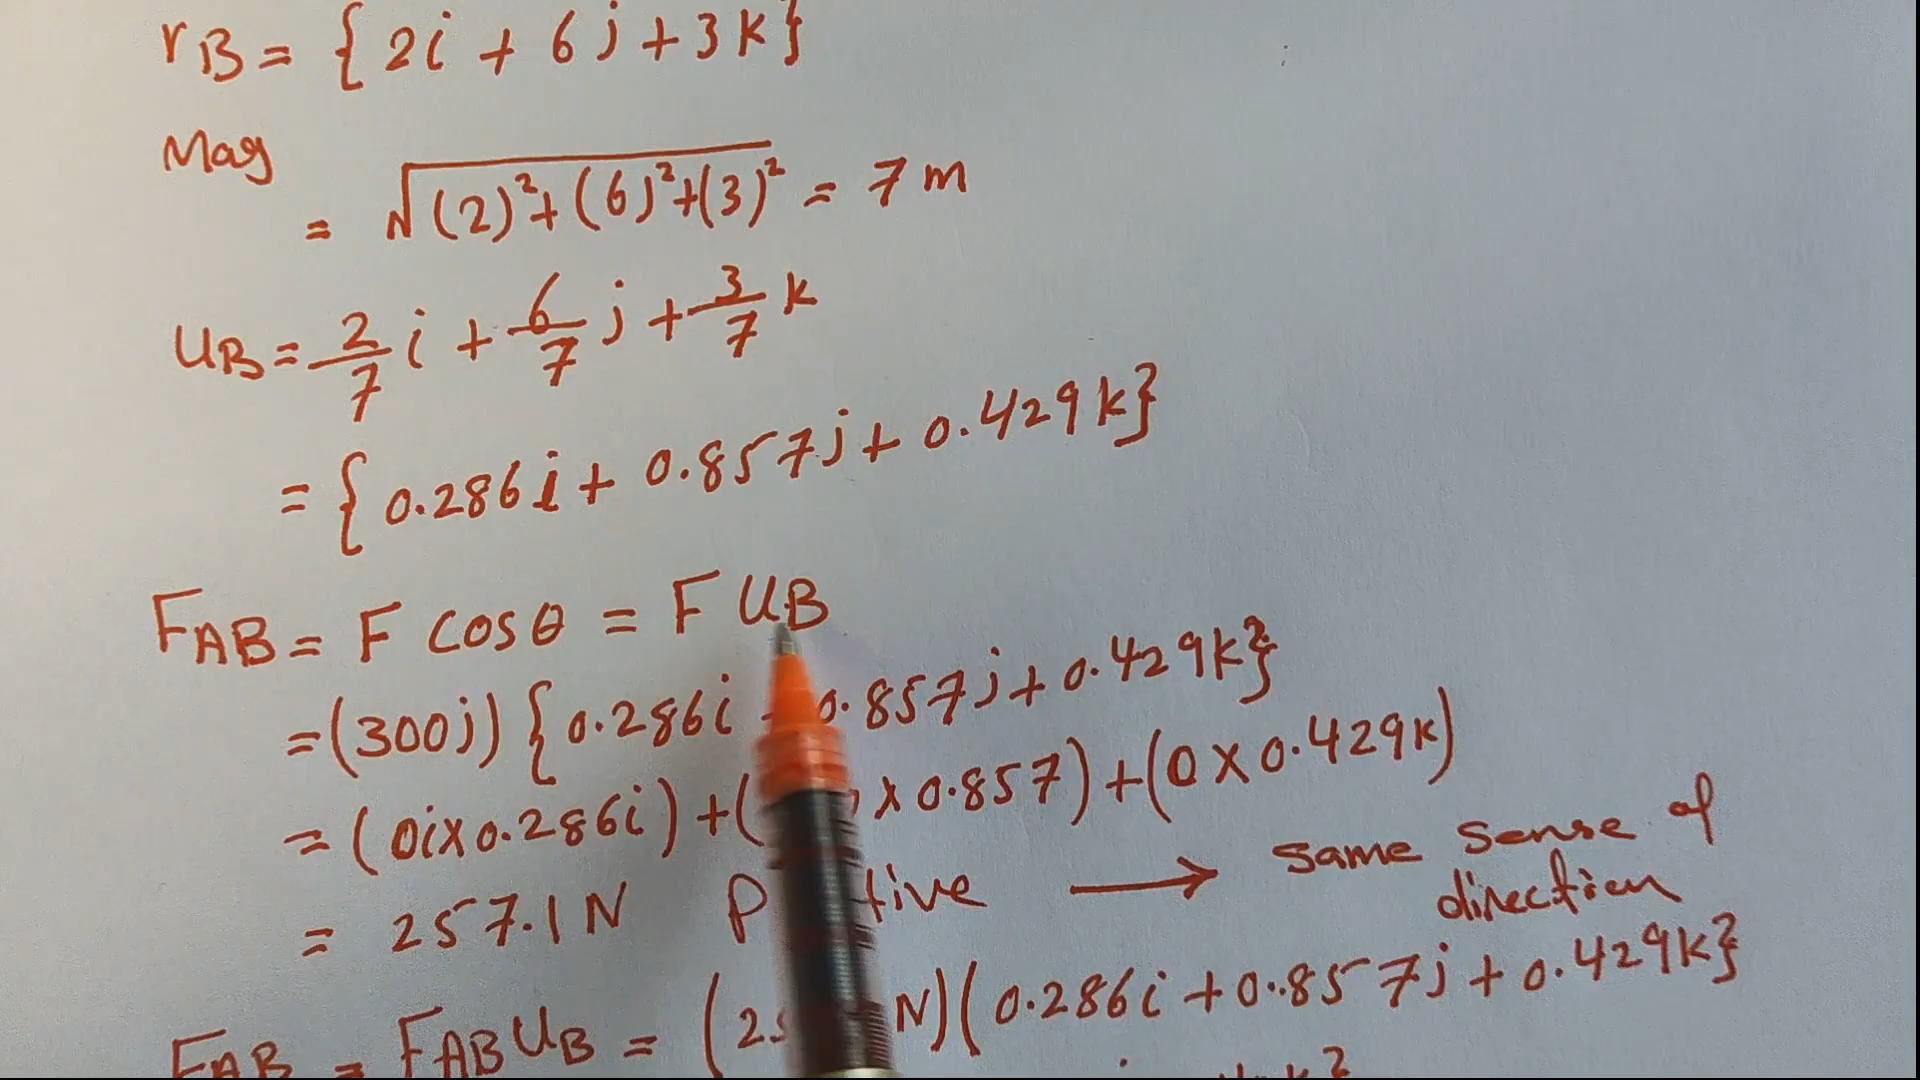 rB = { 2i + 6j + 3k}
Mag
= √(2)²+(6)²+(3)² = 7m
uB = 2/7 i + 6/7 j + 3/7 k
= { 0.286i + 0.857j + 0.429k}
FAB = F cosθ = F UB
=(300j) { 0.286i 0.857j + 0.429k}
= (0i×0.286i) + ( × 0.857) + (0 × 0.429k)
= 257.1 N → same sense of direction
FAB = FAB UB = ( N)(0.286i + 0.857j + 0.429k}